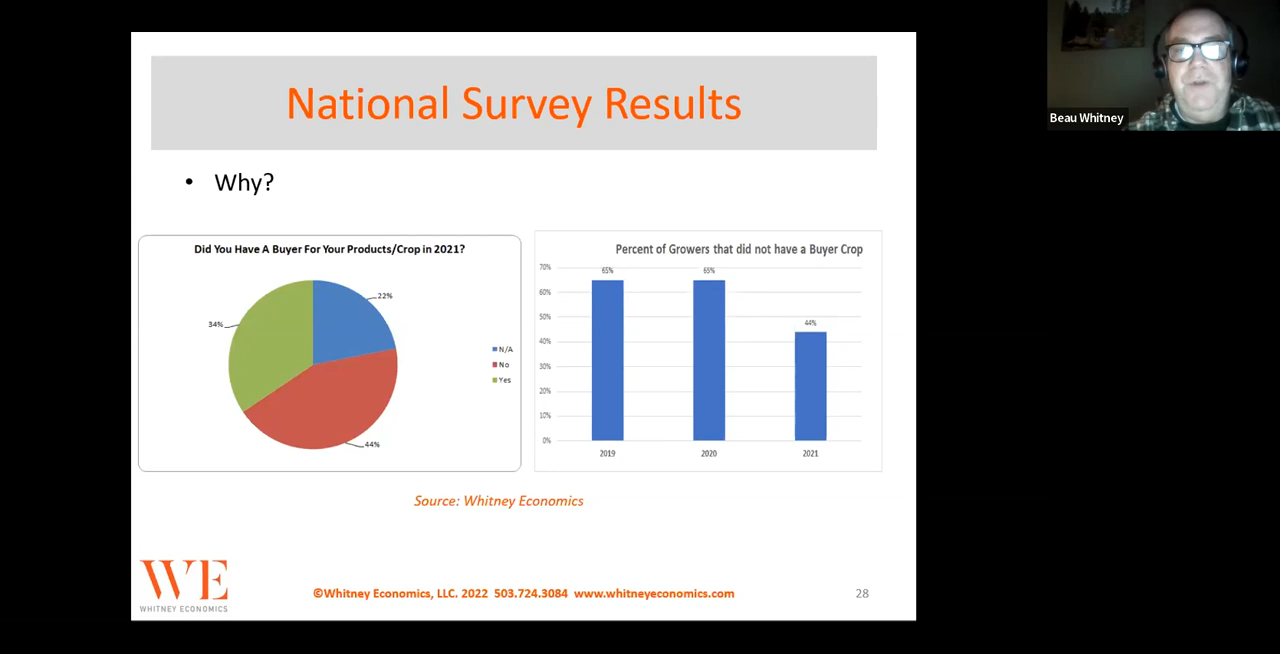 National Survey Results
• Why?
Did You Have A Buyer For Your Products/Crop in 2021?
22%
34%
44%
N/A
No
Yes
Percent of Growers that did not have a Buyer Crop
70%
60%
50%
40%
30%
20%
10%
0%
65%
65%
44%
2019
2020
2021
Source: Whitney Economics
WE
WHITNEY ECONOMICS
©Whitney Economics, LLC. 2022 503.724.3084 www.whitneyeconomics.com
28
Beau Whitney